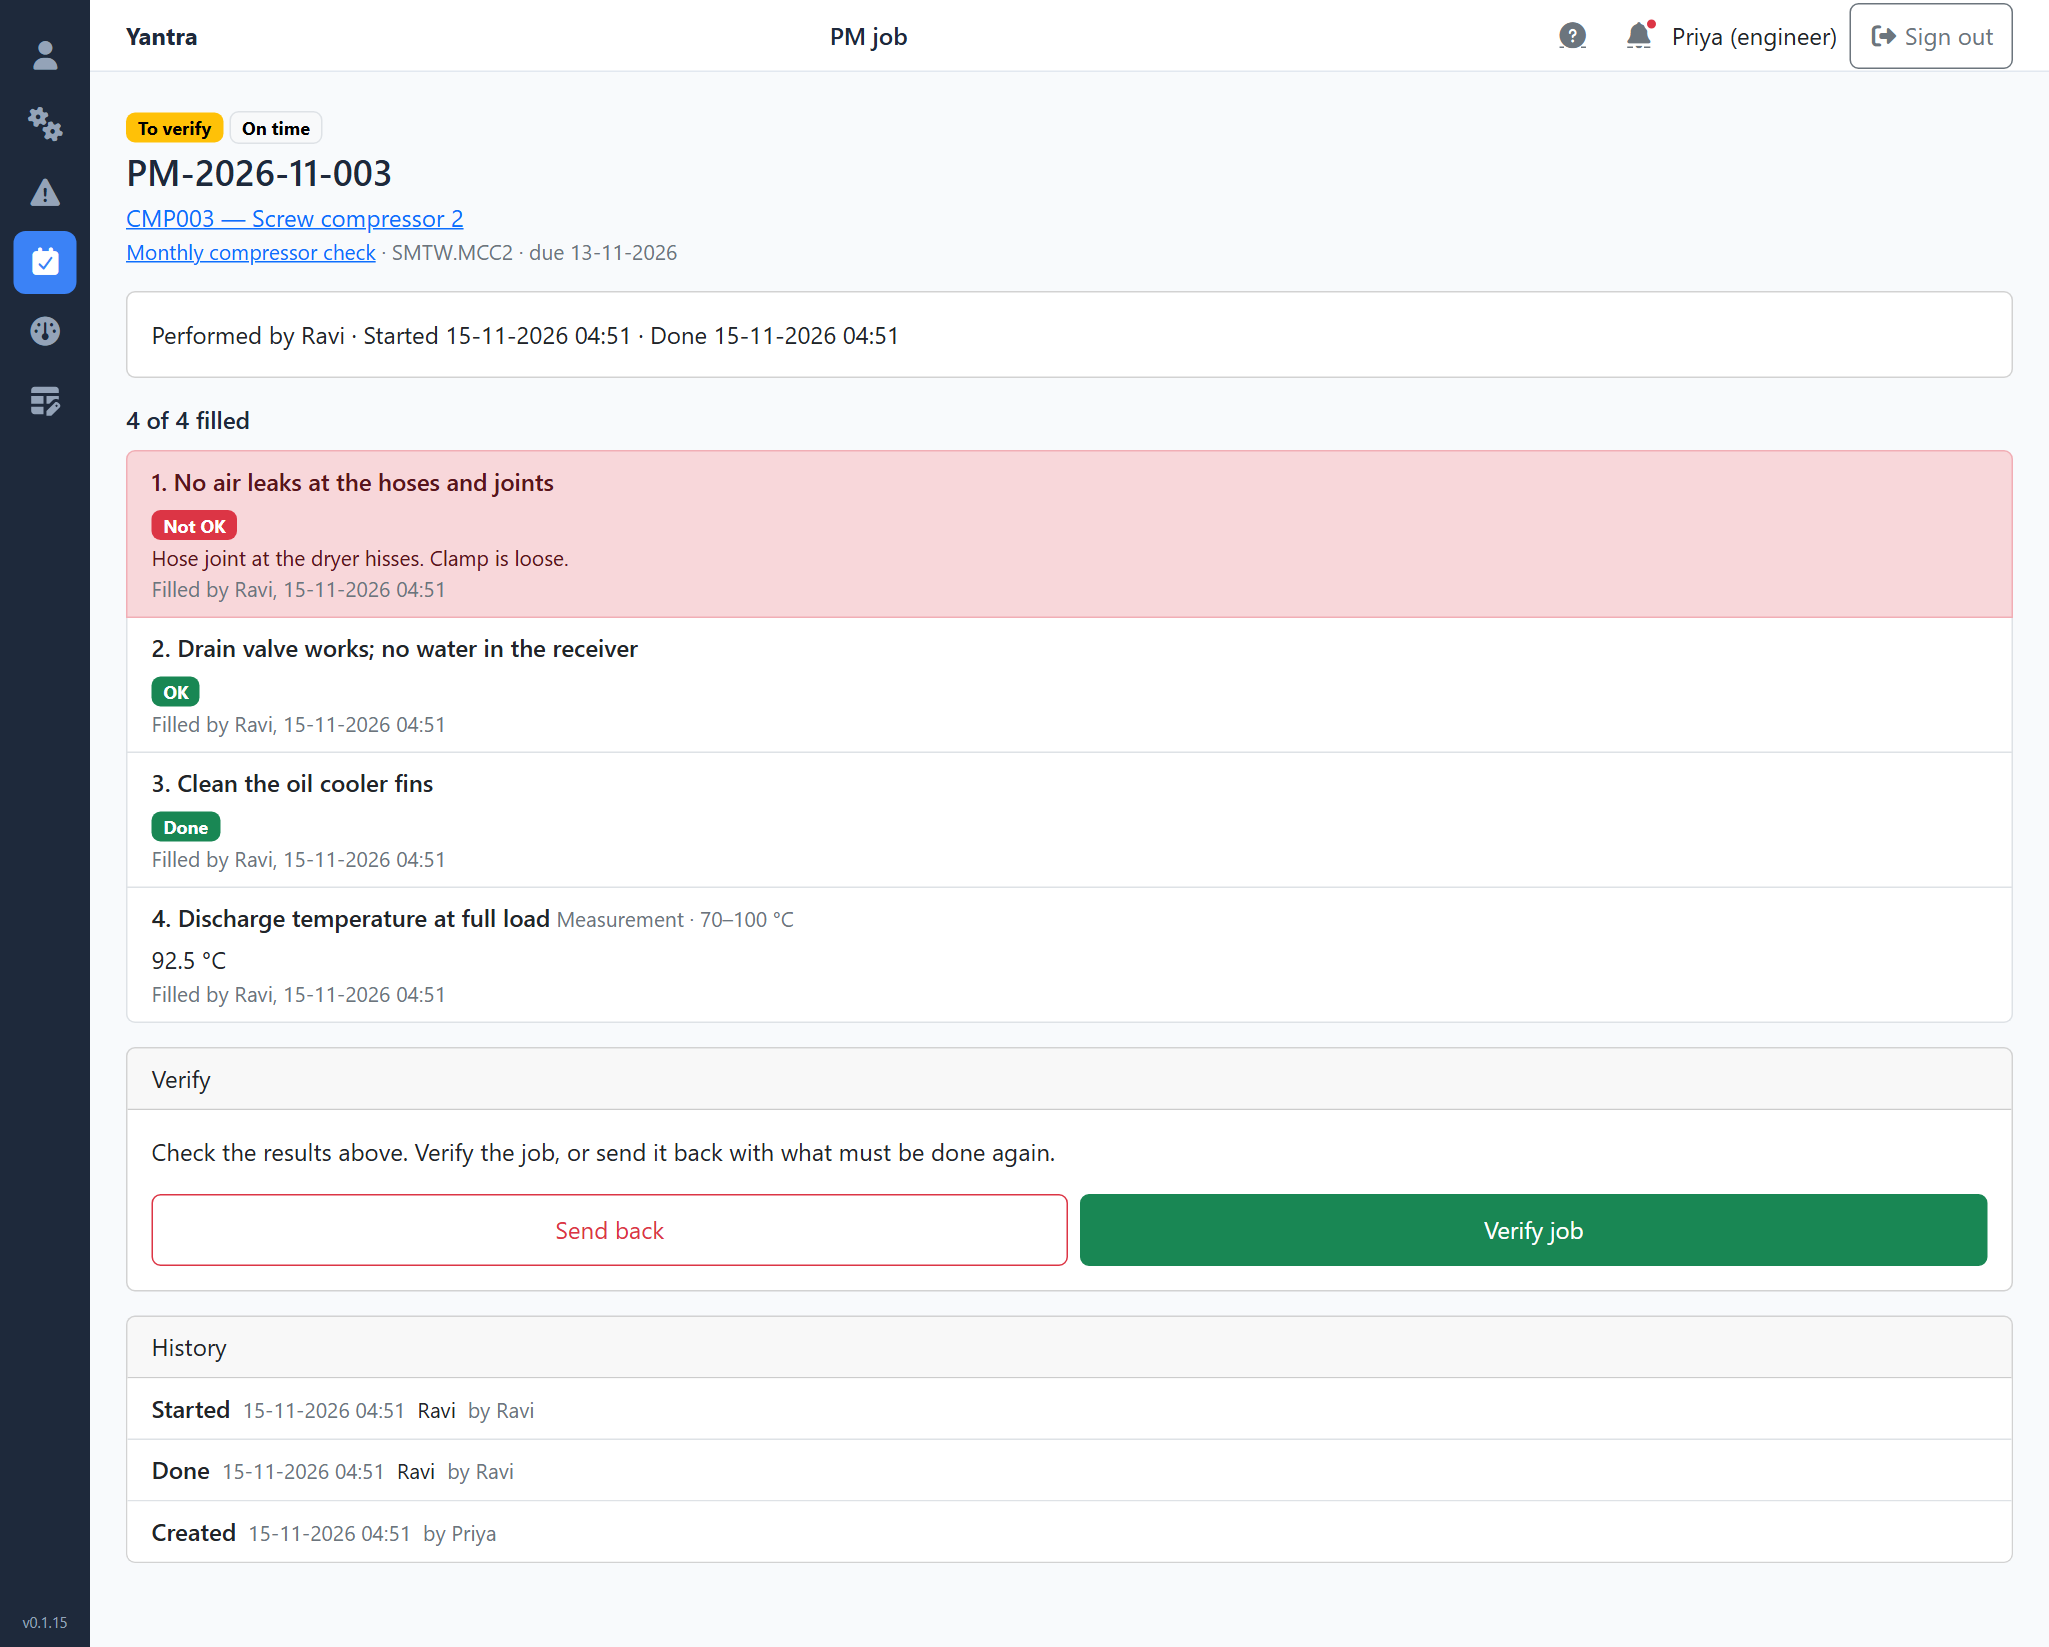 Yantra
PM job
Priya (engineer)
Sign out
To verify
On time
PM-2026-11-003
CMP003 — Screw compressor 2
Monthly compressor check · SMTW.MCC2 · due 13-11-2026
Performed by Ravi · Started 15-11-2026 04:51 · Done 15-11-2026 04:51
4 of 4 filled
1. No air leaks at the hoses and joints
Not OK
Hose joint at the dryer hisses. Clamp is loose.
Filled by Ravi, 15-11-2026 04:51
2. Drain valve works; no water in the receiver
OK
Filled by Ravi, 15-11-2026 04:51
3. Clean the oil cooler fins
Done
Filled by Ravi, 15-11-2026 04:51
4. Discharge temperature at full load Measurement · 70–100 °C
92.5 °C
Filled by Ravi, 15-11-2026 04:51
Verify
Check the results above. Verify the job, or send it back with what must be done again.
Send back
Verify job
History
Started 15-11-2026 04:51 Ravi by Ravi
Done 15-11-2026 04:51 Ravi by Ravi
Created 15-11-2026 04:51 by Priya
v0.1.15